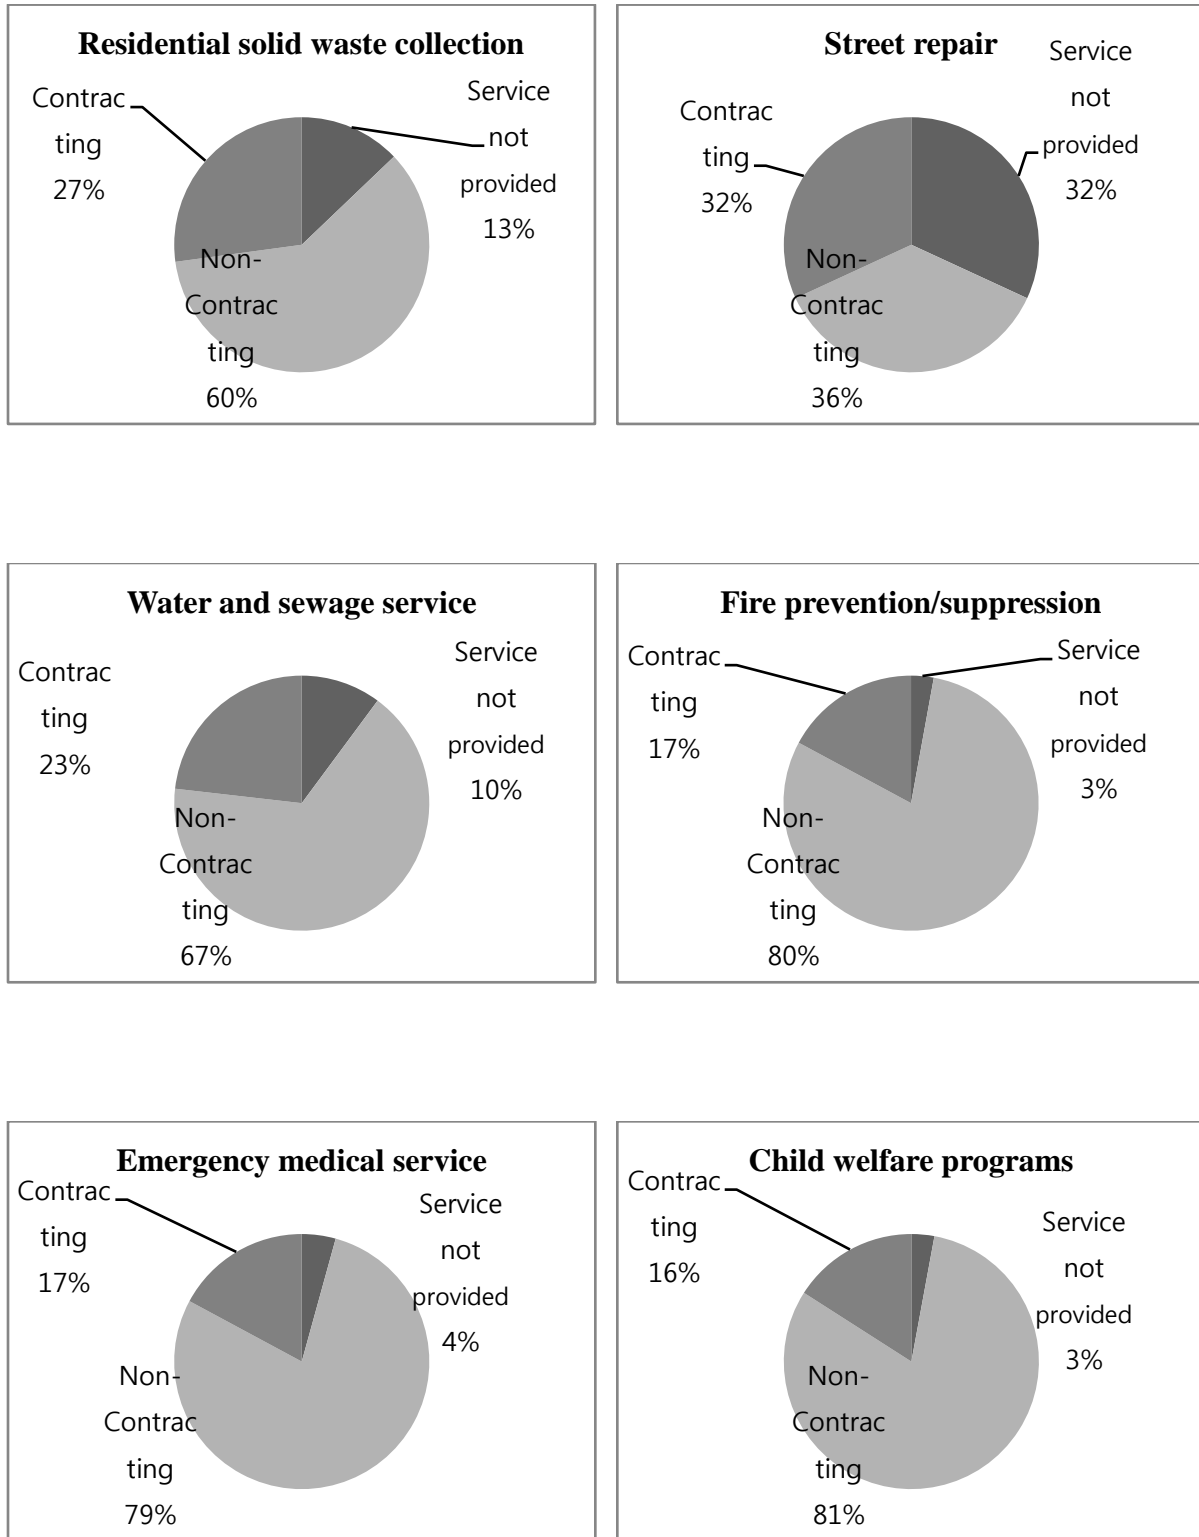 Residential solid waste collection
Contrac
ting
27%
Service
not
provided
13%
Non-
Contrac
ting
60%
Street repair
Contrac
ting
32%
Service
not
provided
32%
Non-
Contrac
ting
36%
Water and sewage service
Contrac
ting
23%
Service
not
provided
10%
Non-
Contrac
ting
67%
Fire prevention/suppression
Contrac
ting
17%
Service
not
provided
3%
Non-
Contrac
ting
80%
Emergency medical service
Contrac
ting
17%
Service
not
provided
4%
Non-
Contrac
ting
79%
Child welfare programs
Contrac
ting
16%
Service
not
provided
3%
Non-
Contrac
ting
81%